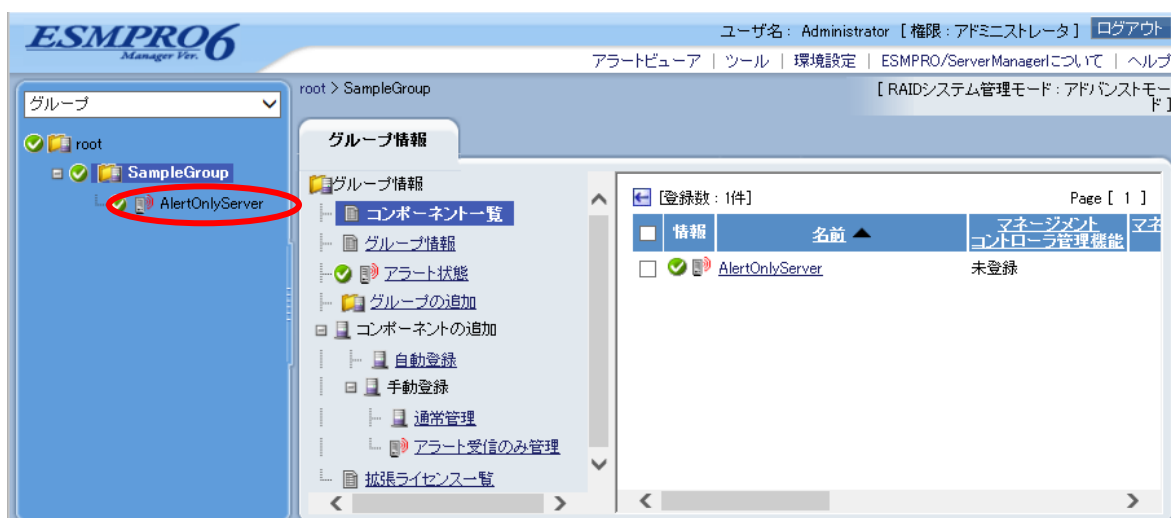 ESMPRO6
Manager Ver.
ユーザ名： Administrator [ 権限：アドミニストレータ ] ログアウト
アラートビューア | ツール | 環境設定 | ESMPRO/ServerManagerについて | ヘルプ
グループ
root
SampleGroup
AlertOnlyServer
root > SampleGroup
[ RAIDシステム管理モード：アドバンストモード ]
グループ情報
グループ情報
コンポーネント一覧
グループ情報
アラート状態
グループの追加
コンポーネントの追加
自動登録
手動登録
通常管理
アラート受信のみ管理
拡張ライセンス一覧
[登録数：1件] Page [ 1 ]
情報 名前 ▲ マネージメントコントローラ管理機能 マネ
AlertOnlyServer 未登録